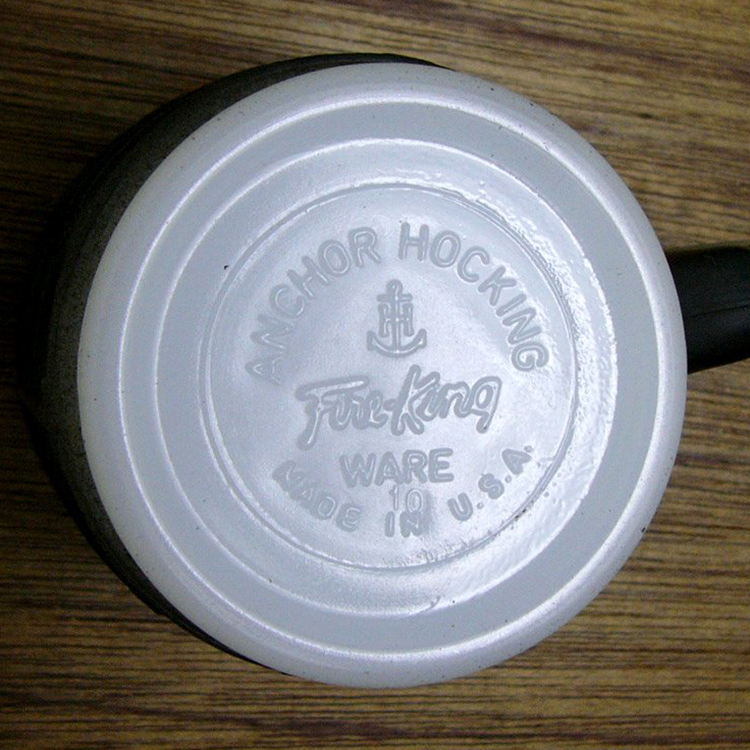 ANCHOR HOCKING
H
Fire-King
WARE
10
MADE IN U.S.A.